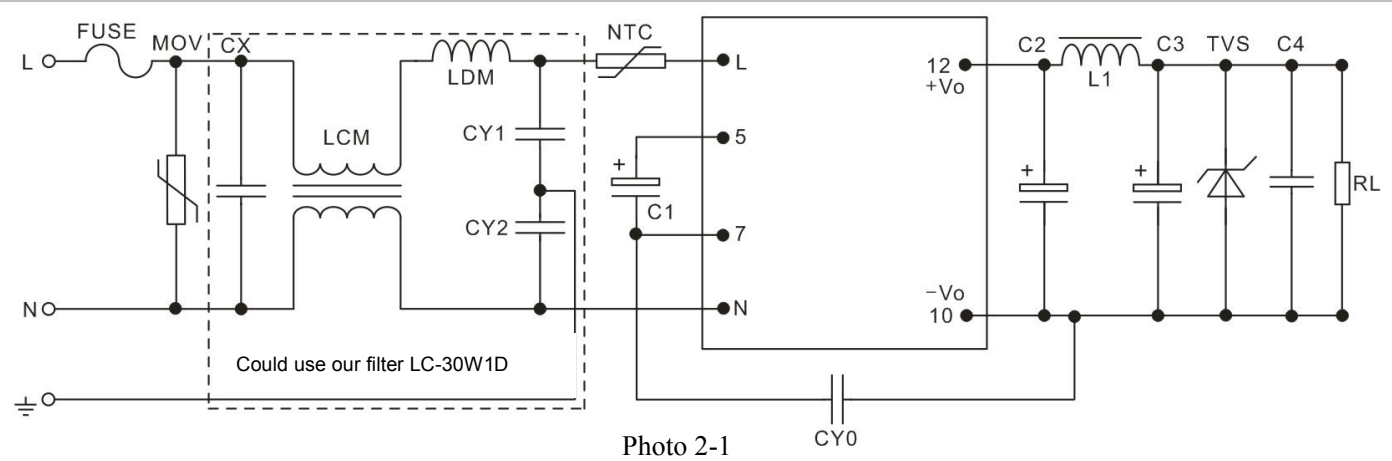 FUSE
MOV
CX
NTC
L
LDM
L
12
+Vo
C2
L1
C3
TVS
C4
CY1
5
LCM
+
C1
+
+
RL
CY2
7
N
N
−Vo
10
Could use our filter LC-30W1D
CY0
Photo 2-1